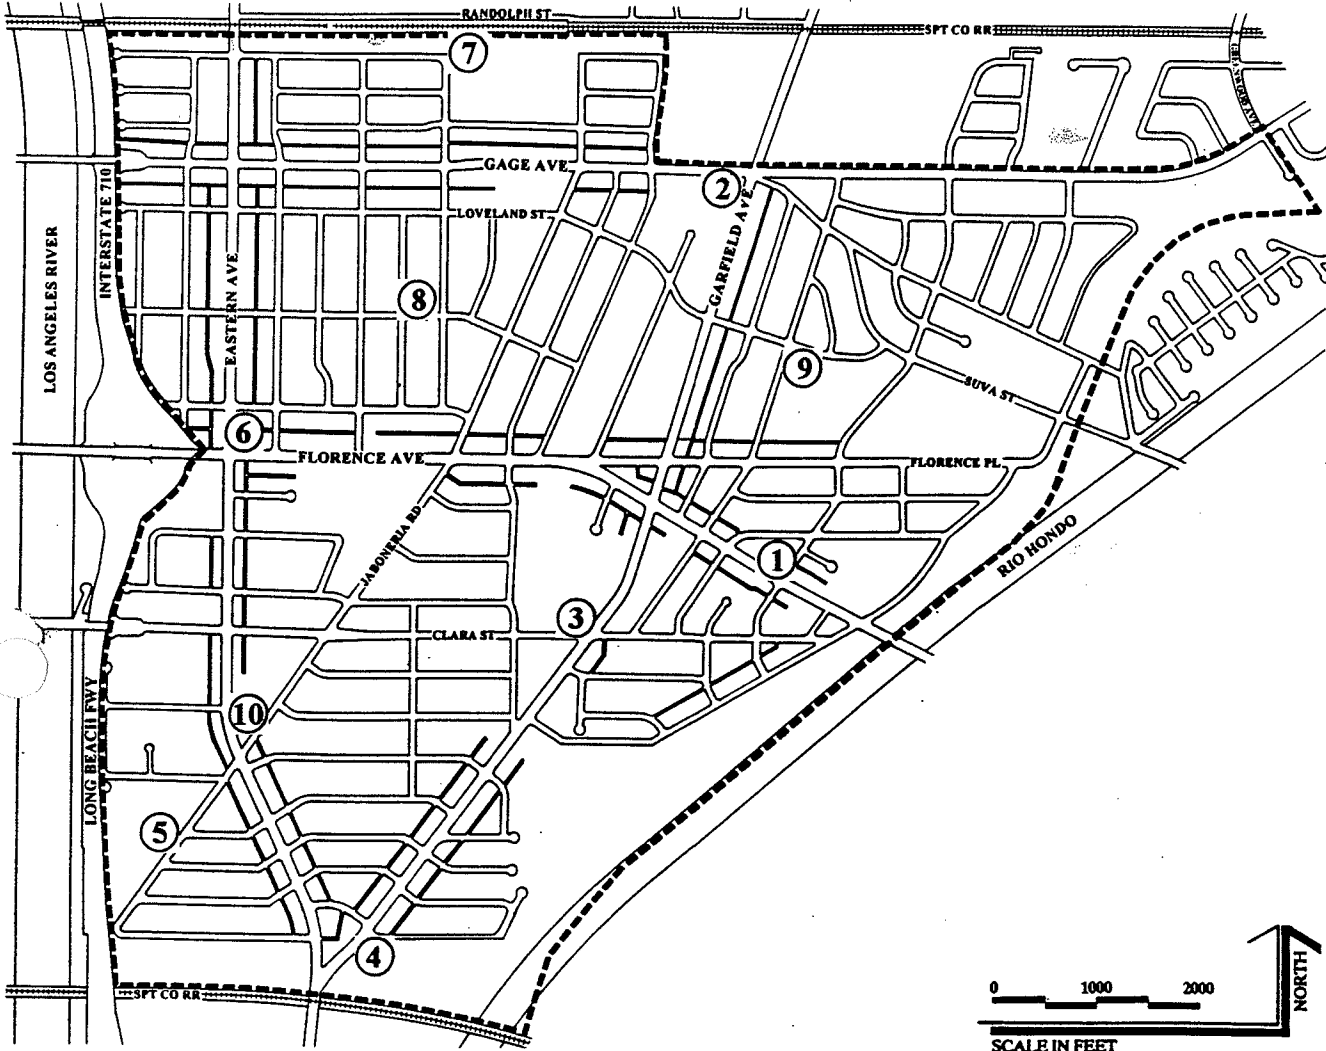 RANDOLPH ST
SPT CO RR
7
GREENWOOD AVE
GAGE AVE
2
INTERSTATE 710
LOVELAND ST
GARFIELD AVE
LOS ANGELES RIVER
EASTERN AVE
8
9
SUVA ST
6
FLORENCE AVE
FLORENCE PL
JABONERIA RD
1
RIO HONDO
3
CLARA ST
LONG BEACH FWY
10
5
4
SPT CO RR
0 1000 2000
SCALE IN FEET
NORTH